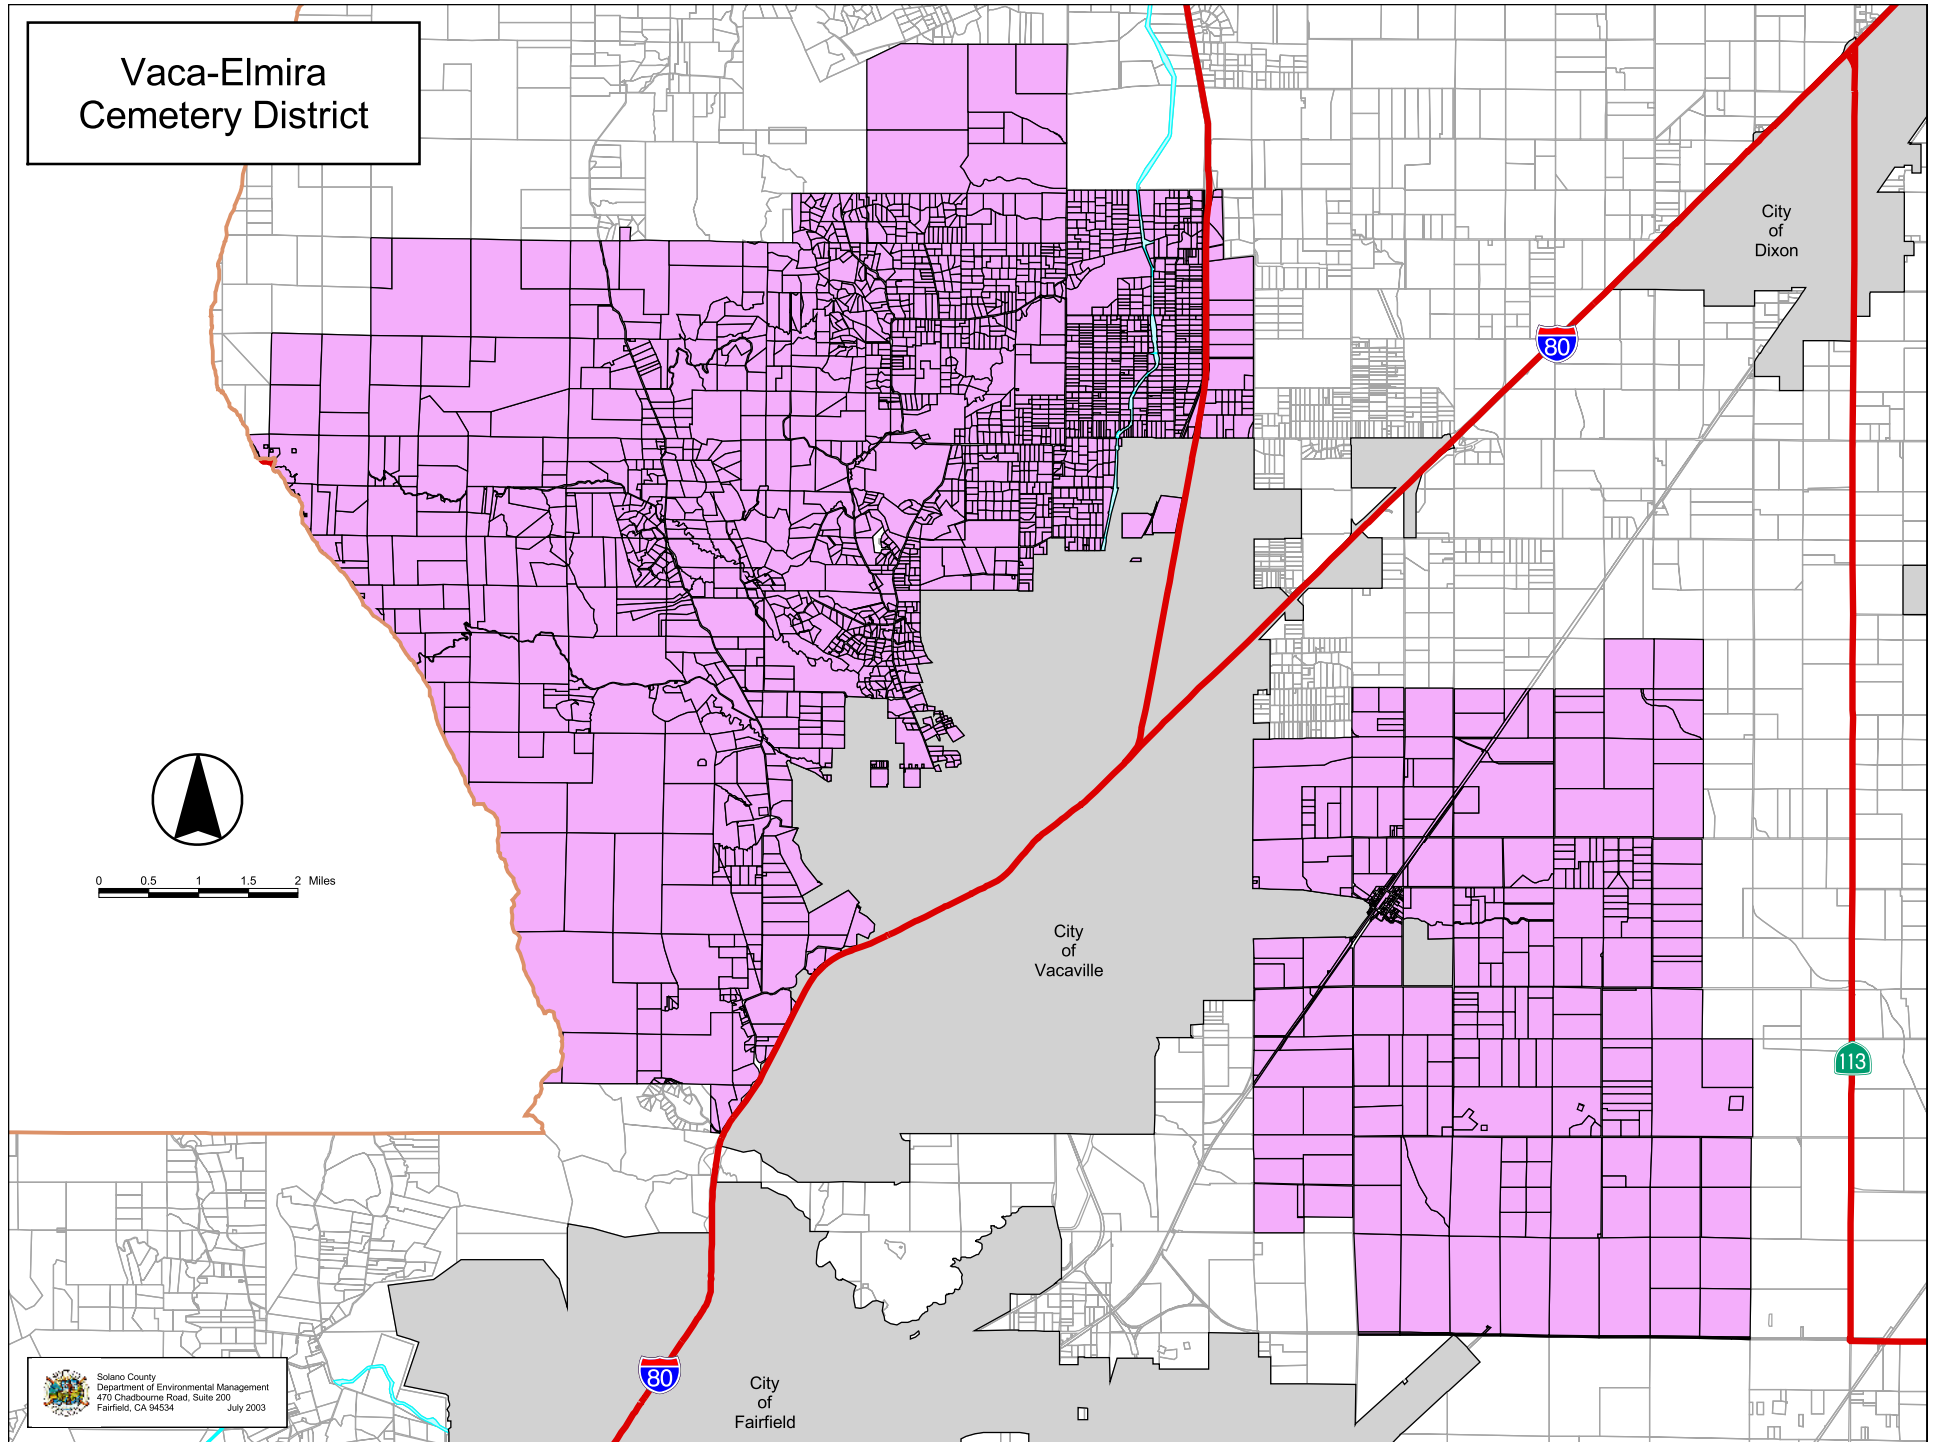 Vaca-Elmira
Cemetery District
City
of
Dixon
80
0 0.5 1 1.5 2 Miles
City
of
Vacaville
113
80
City
of
Fairfield
Solano County
Department of Environmental Management
470 Chadbourne Road, Suite 200
Fairfield, CA 94534 July 2003